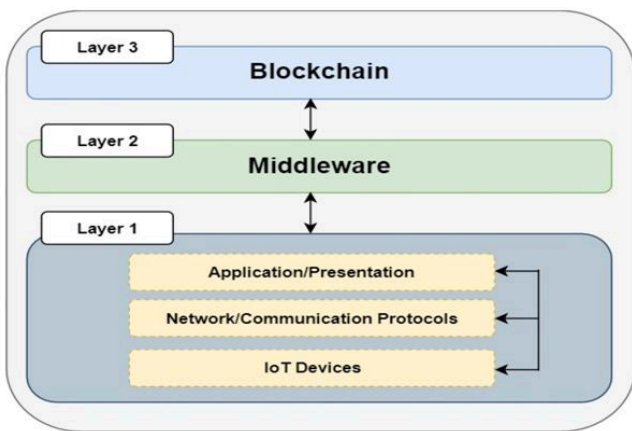 Layer 3
Blockchain
Layer 2
Middleware
Layer 1
Application/Presentation
Network/Communication Protocols
IoT Devices